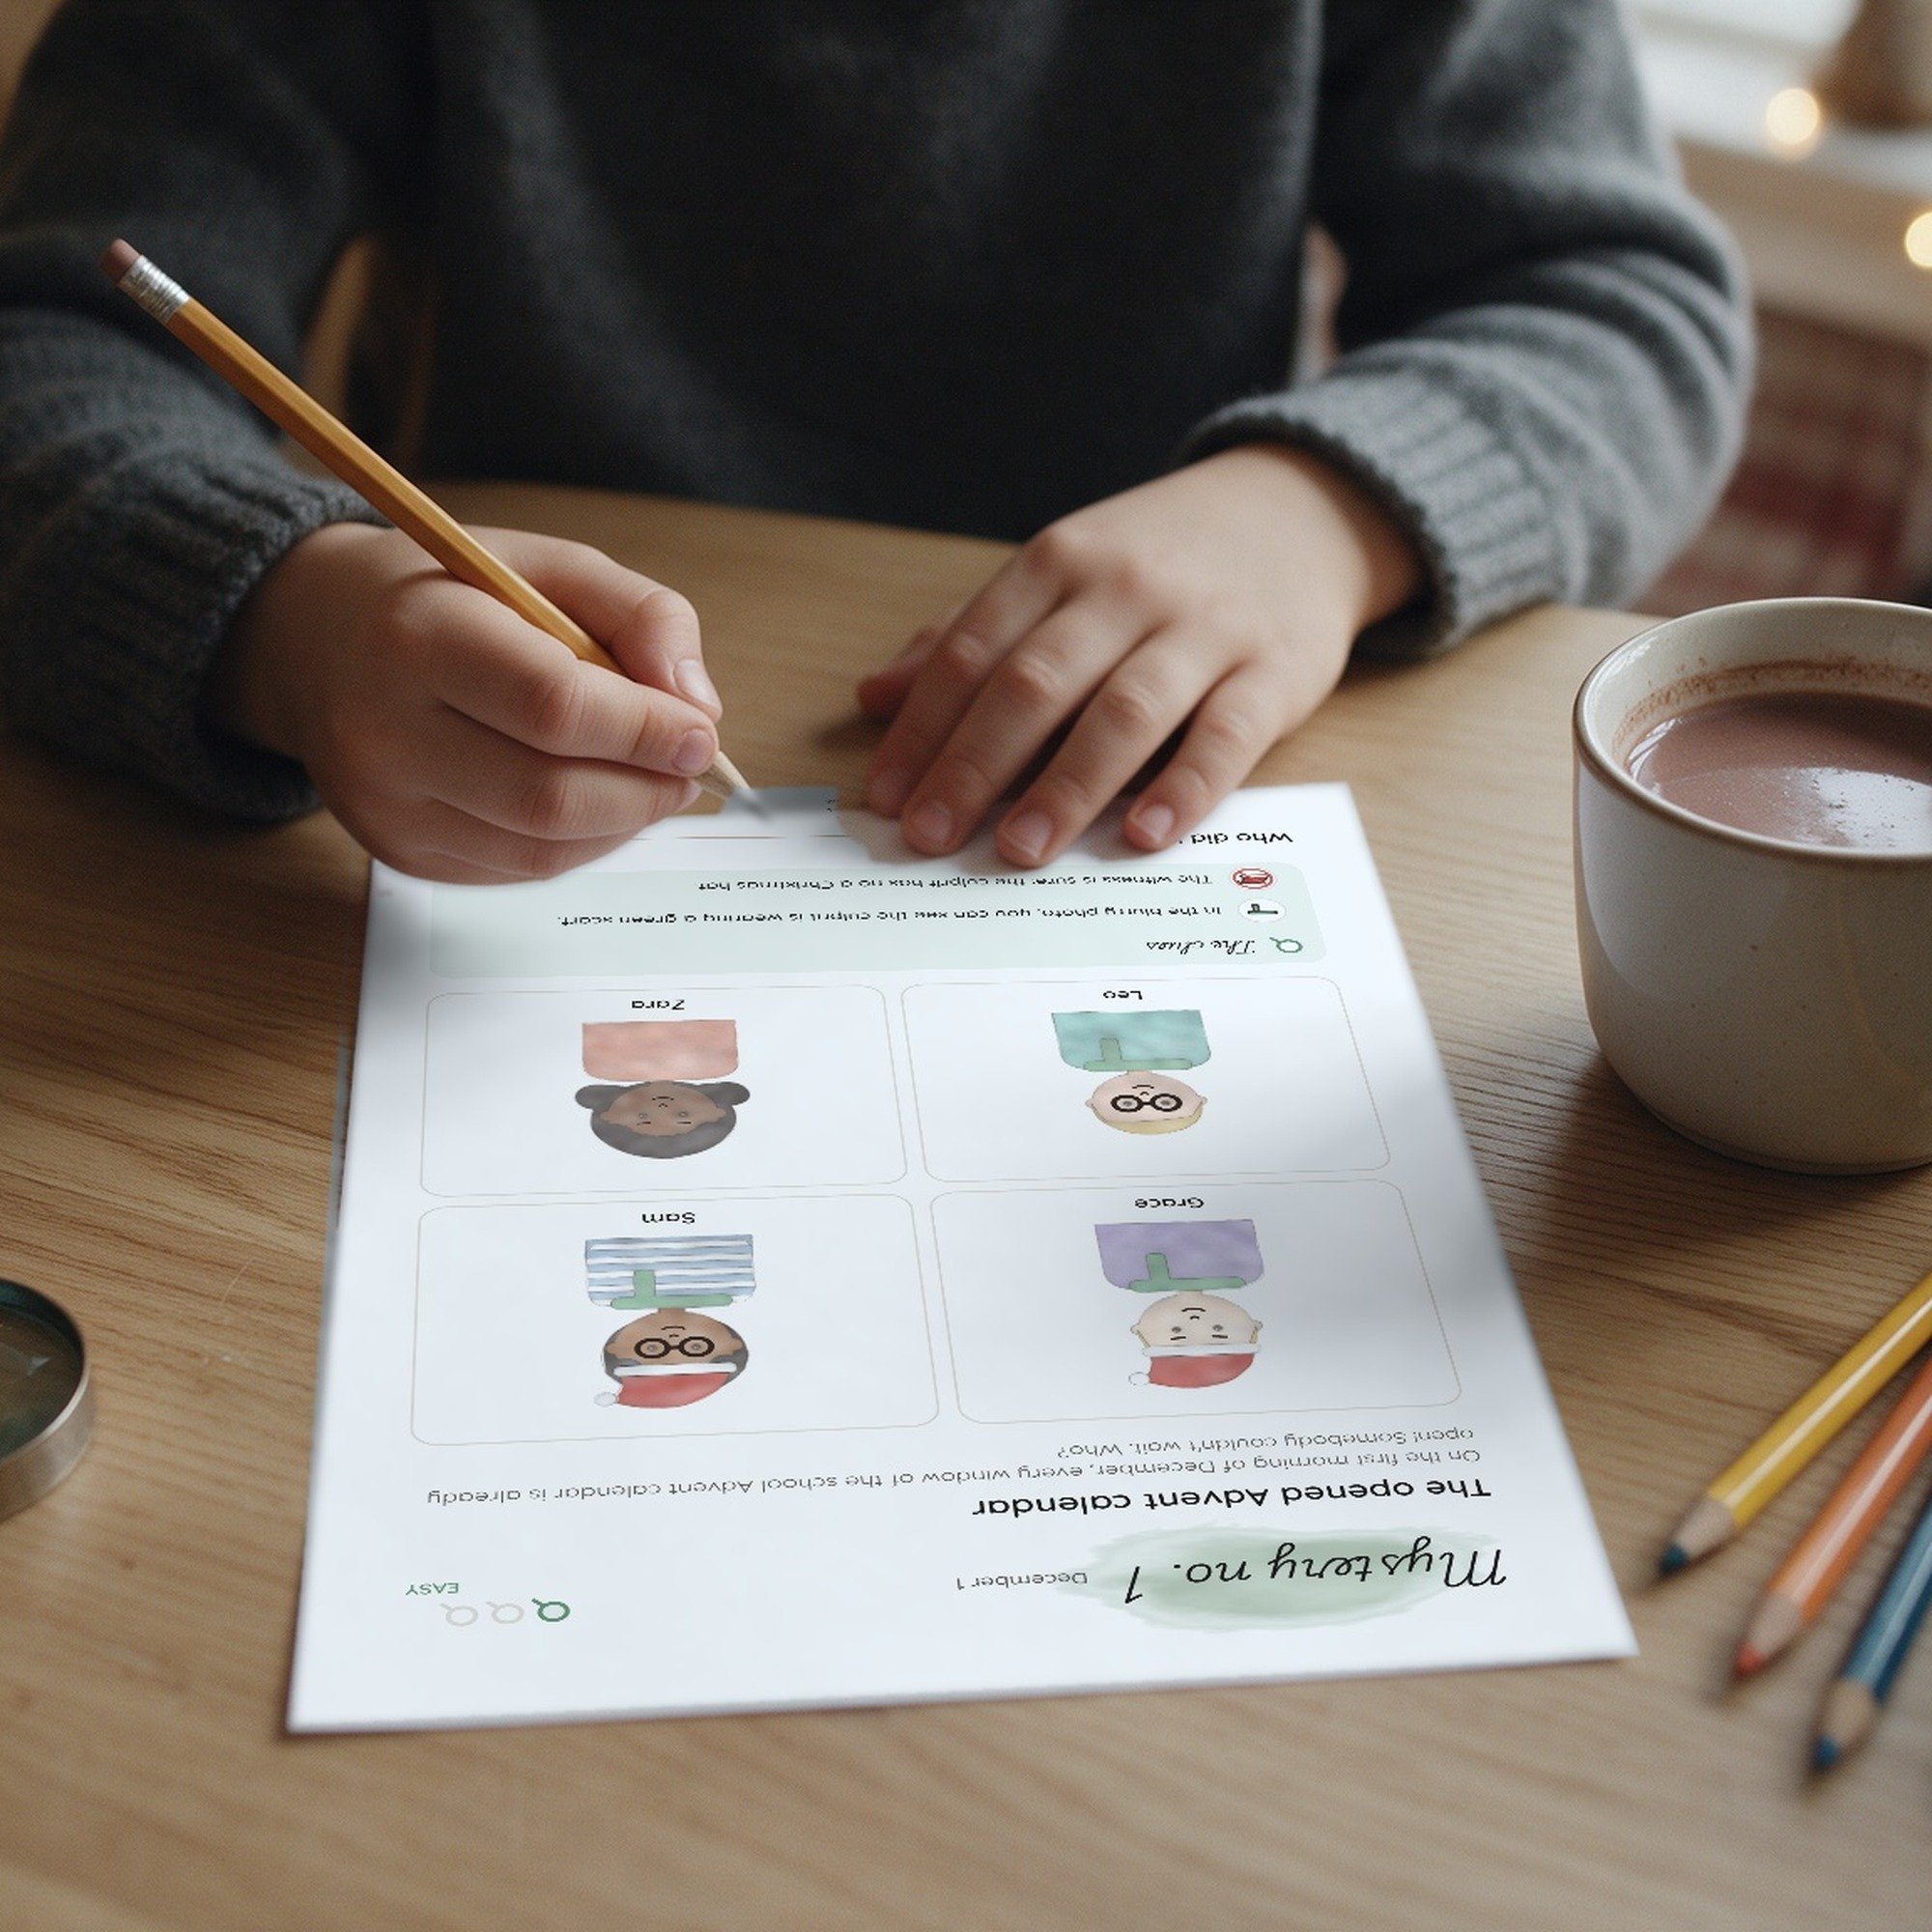 Mystery no. 1
December 1
EASY
The opened Advent calendar
On the first morning of December, every window of the school Advent calendar is already
open! Somebody couldn't wait. Who?
Grace
Sam
Leo
Zara
The clues
In the blurry photo, you can see the culprit is wearing a green scarf.
The witness is sure: the culprit has no a Christmas hat
Who did